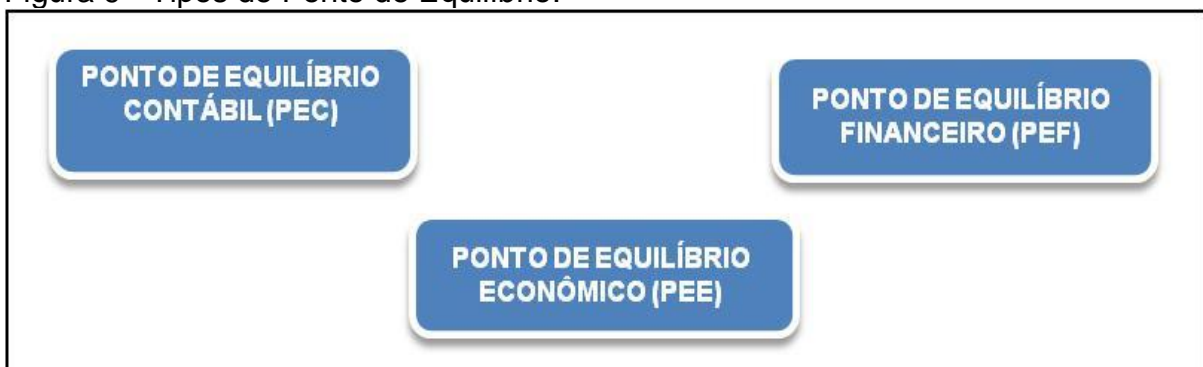 Tipos de Ponto de Equilíbrio.
PONTO DE EQUILÍBRIO
CONTÁBIL (PEC)
PONTO DE EQUILÍBRIO
FINANCEIRO (PEF)
PONTO DE EQUILÍBRIO
ECONÔMICO (PEE)